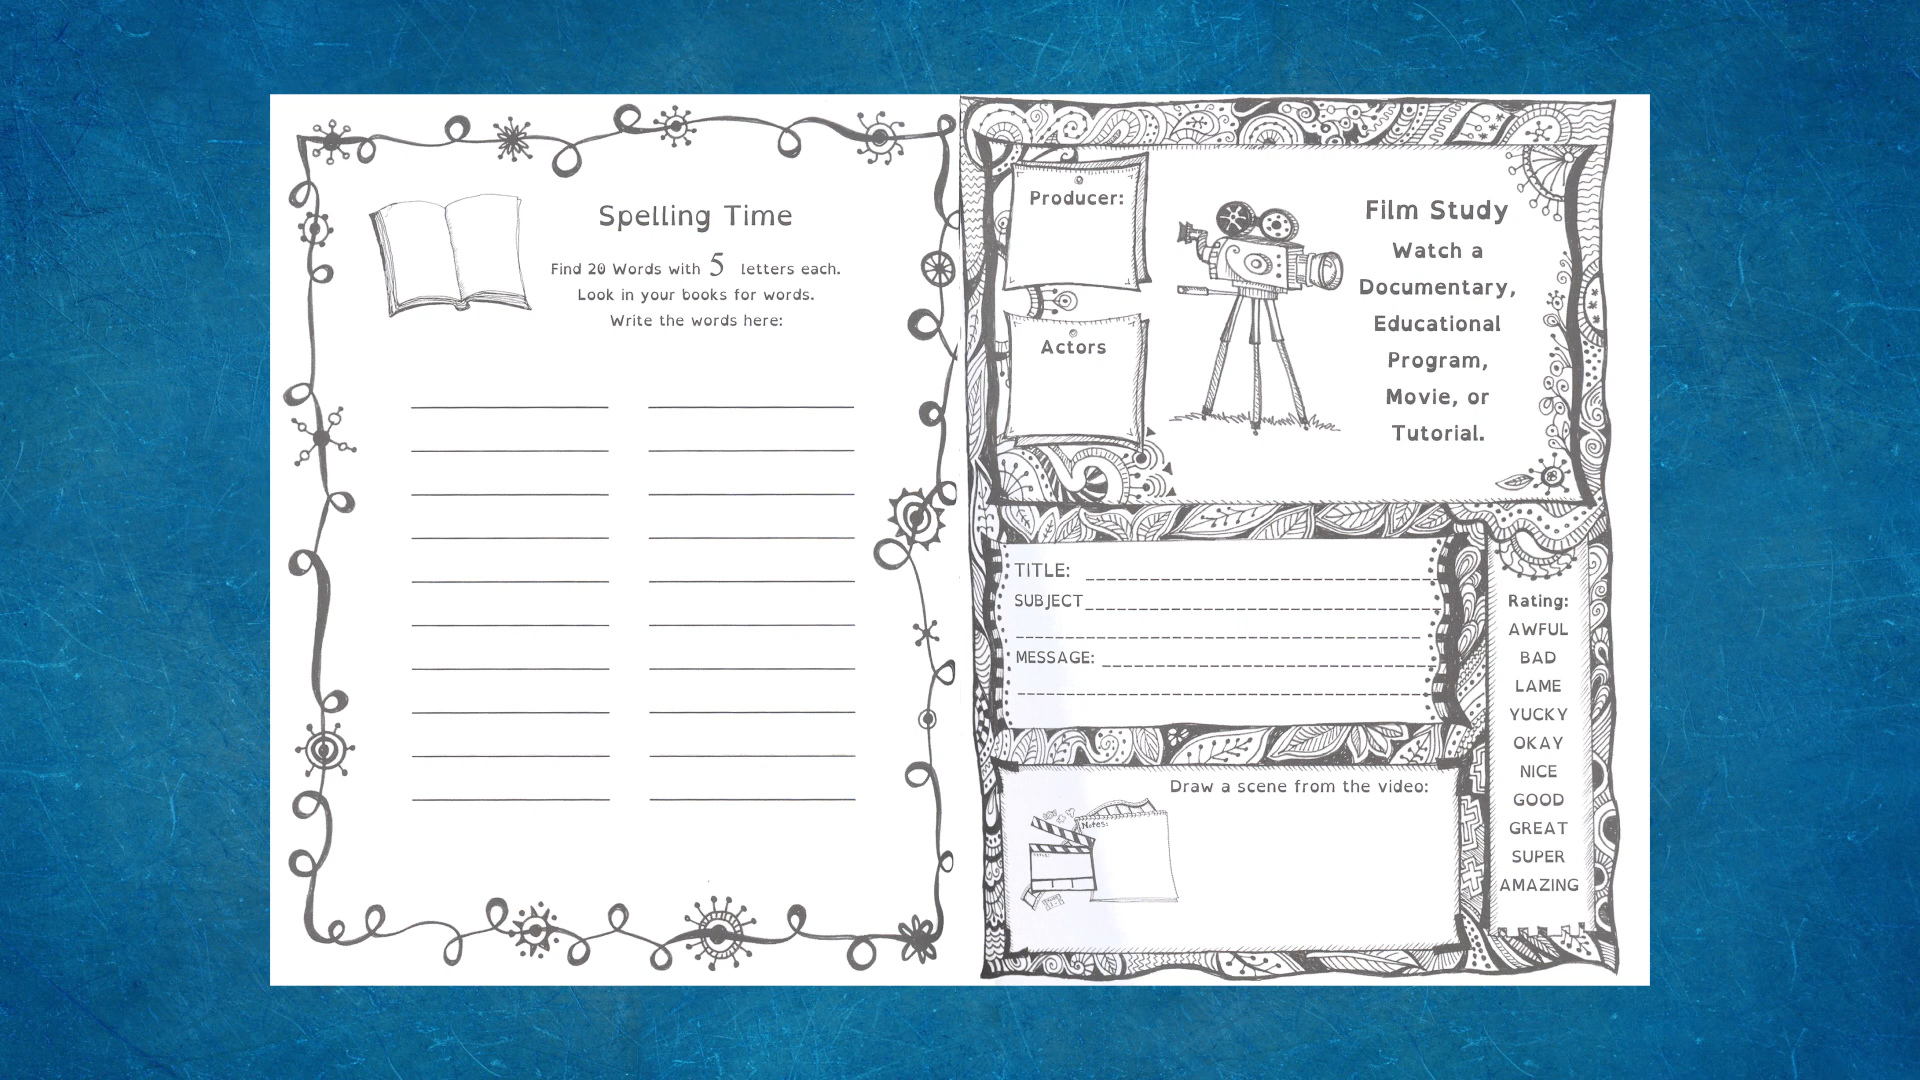 Spelling Time
Find 20 Words with 5 letters each.
Look in your books for words.
Write the words here:
Producer:
Actors
Film Study
Watch a
Documentary,
Educational
Program,
Movie, or
Tutorial.
TITLE:
SUBJECT
MESSAGE:
Rating:
AWFUL
BAD
LAME
YUCKY
OKAY
NICE
GOOD
GREAT
SUPER
AMAZING
Draw a scene from the video:
Notes: